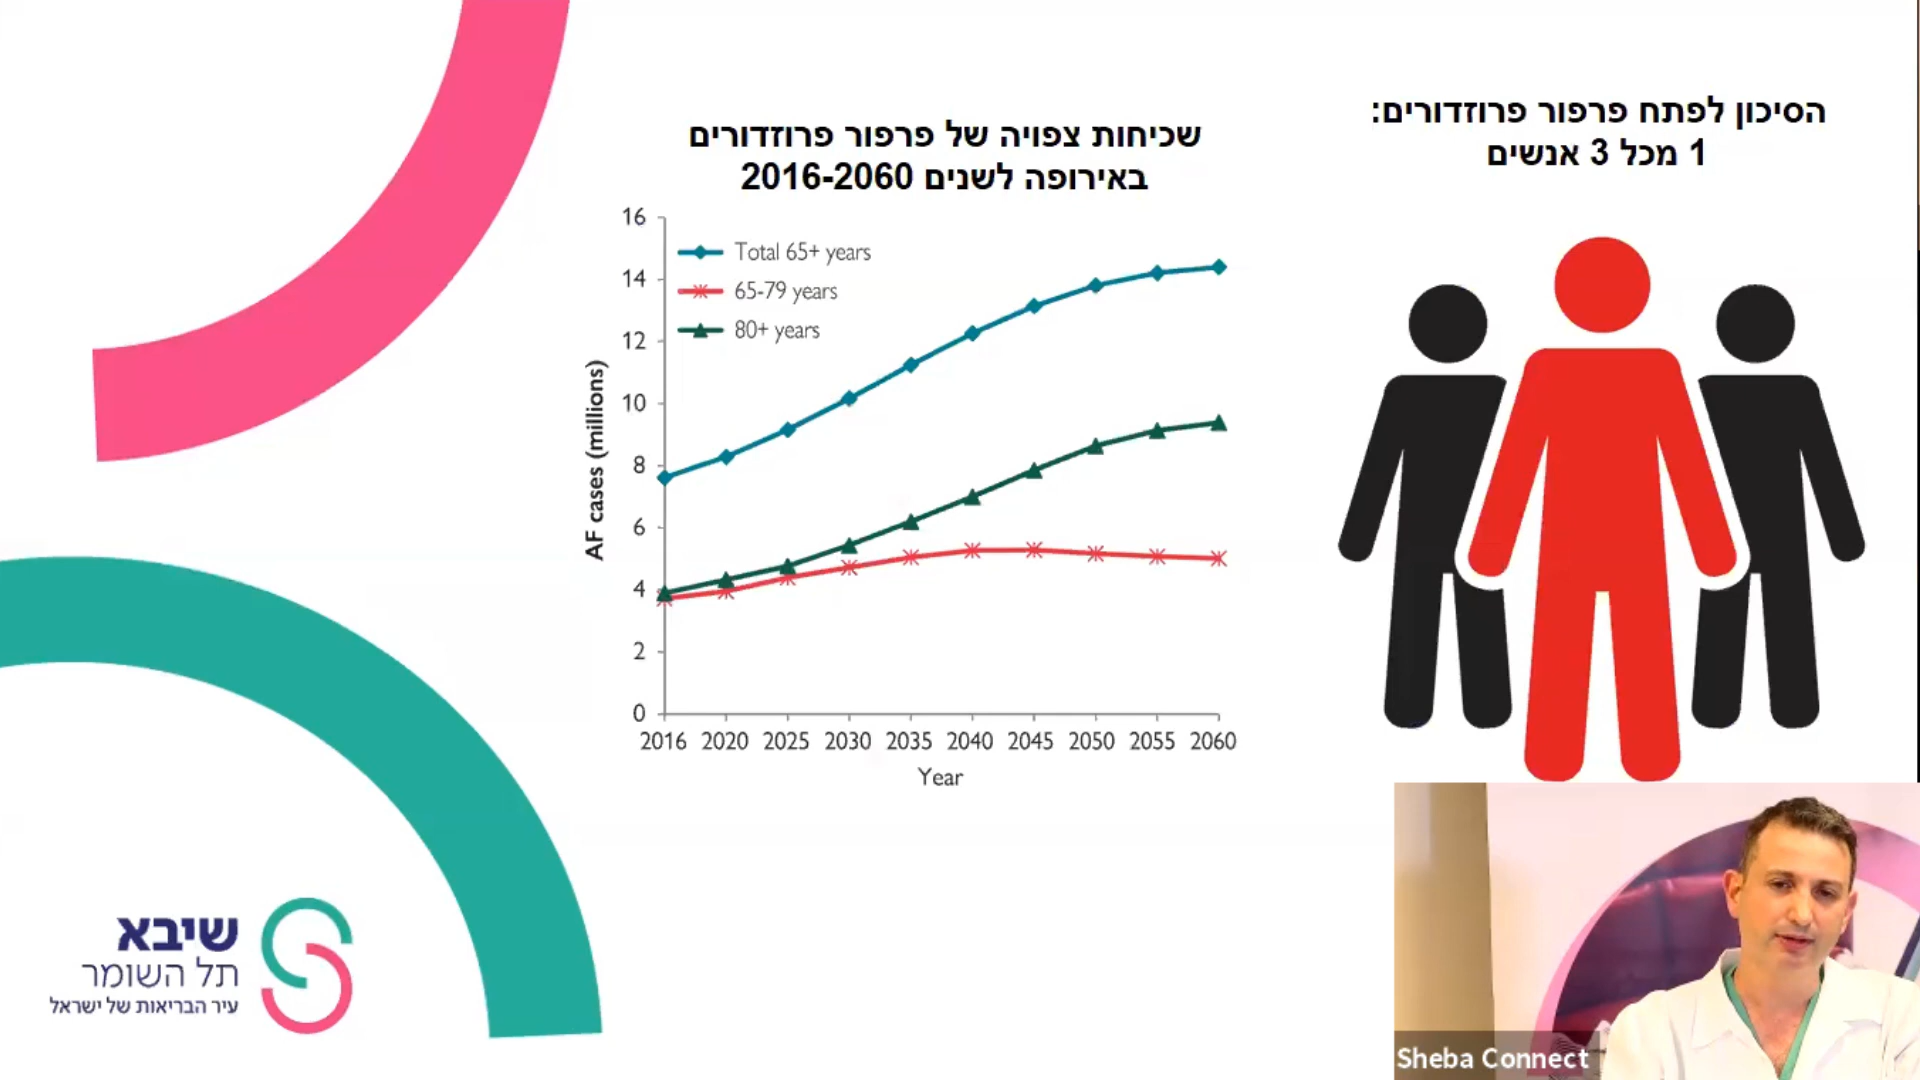 הסיכון לפתח פרפור פרוזדורים:
1 מכל 3 אנשים
שכיחות צפויה של פרפור פרוזדורים
באירופה לשנים 2016-2060
16
14
12
10
8
6
4
2
0
AF cases (millions)
Total 65+ years
65-79 years
80+ years
2016 2020 2025 2030 2035 2040 2045 2050 2055 2060
Year
שיבא
תל השומר
עיר הבריאות של ישראל
Sheba Connect